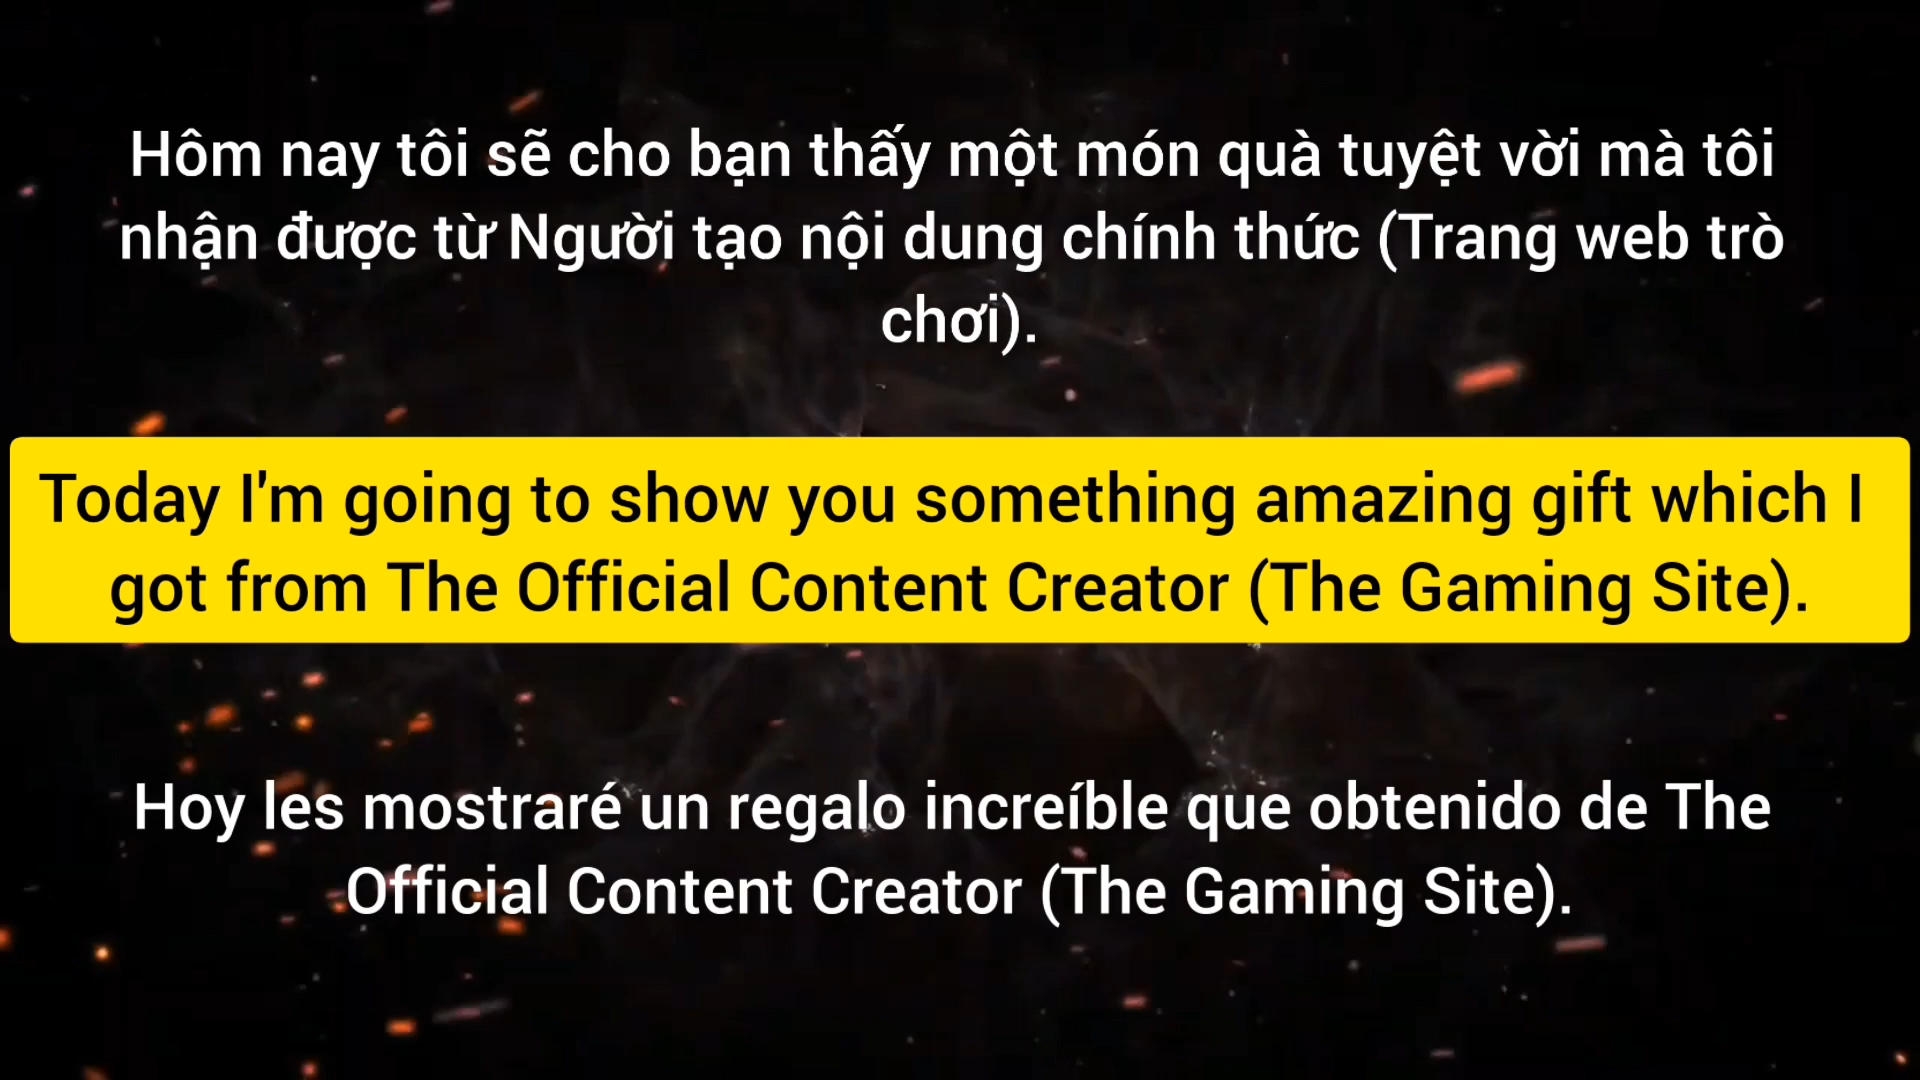 Hôm nay tôi sẽ cho bạn thấy một món quà tuyệt vời mà tôi
nhận được từ Người tạo nội dung chính thức (Trang web trò
chơi).
Today I'm going to show you something amazing gift which I
got from The Official Content Creator (The Gaming Site).
Hoy les mostraré un regalo increíble que obtenido de The
Official Content Creator (The Gaming Site).